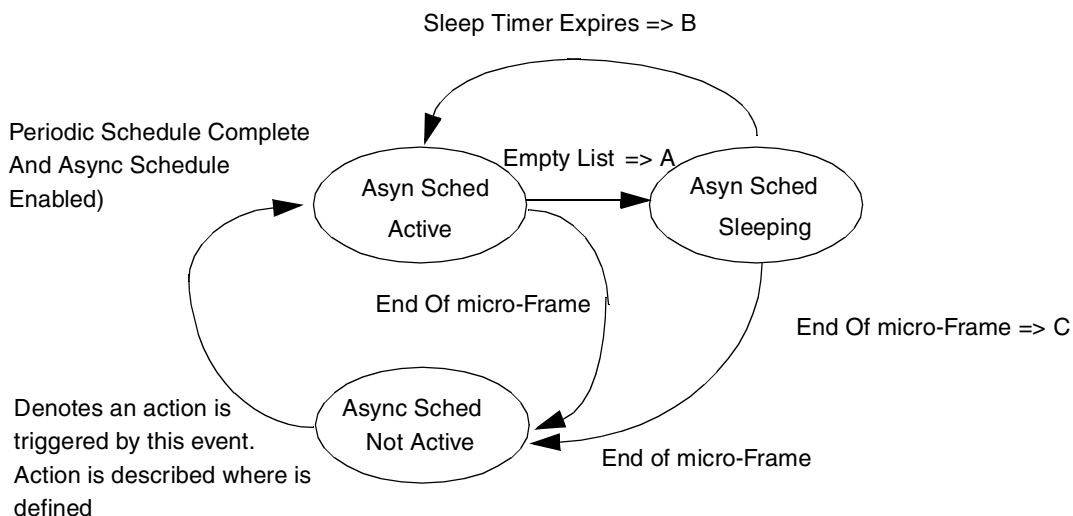 Sleep Timer Expires => B
Periodic Schedule Complete
And Async Schedule
Enabled)
Empty List => A
Asyn Sched
Active
Asyn Sched
Sleeping
End Of micro-Frame
End Of micro-Frame => C
Denotes an action is
triggered by this event.
Action is described where is
defined
Async Sched
Not Active
End of micro-Frame